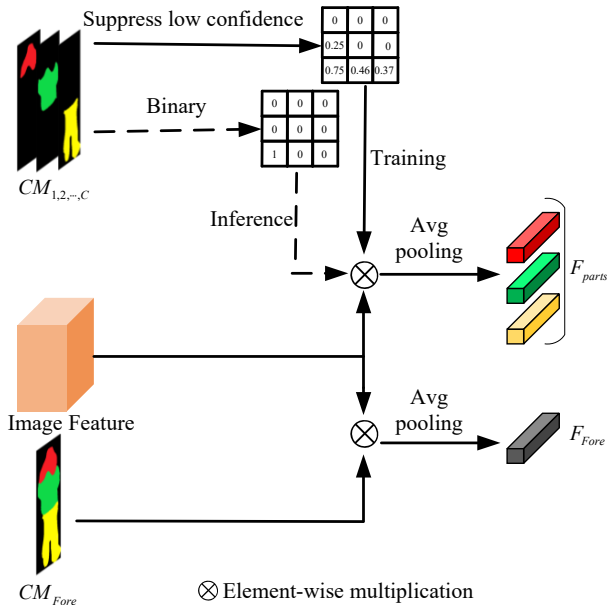 Suppress low confidence
0 0 0
0.25 0 0
0.75 0.46 0.37
Binary
0 0 0
0 0 0
1 0 0
CM1,2,···,C
Training
Inference
Avg
pooling
Fparts
Image Feature
Avg
pooling
FFore
CMFore
⊗ Element-wise multiplication